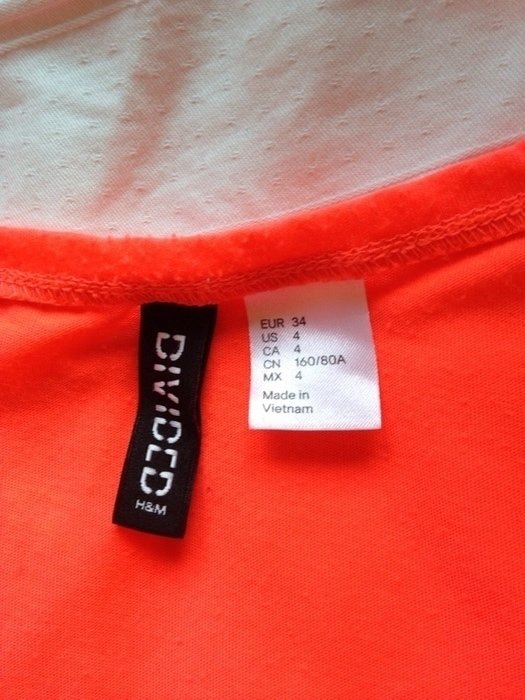 DIVIDED
H&M
EUR 34
US 4
CA 4
CN 160/80A
MX 4
Made in
Vietnam